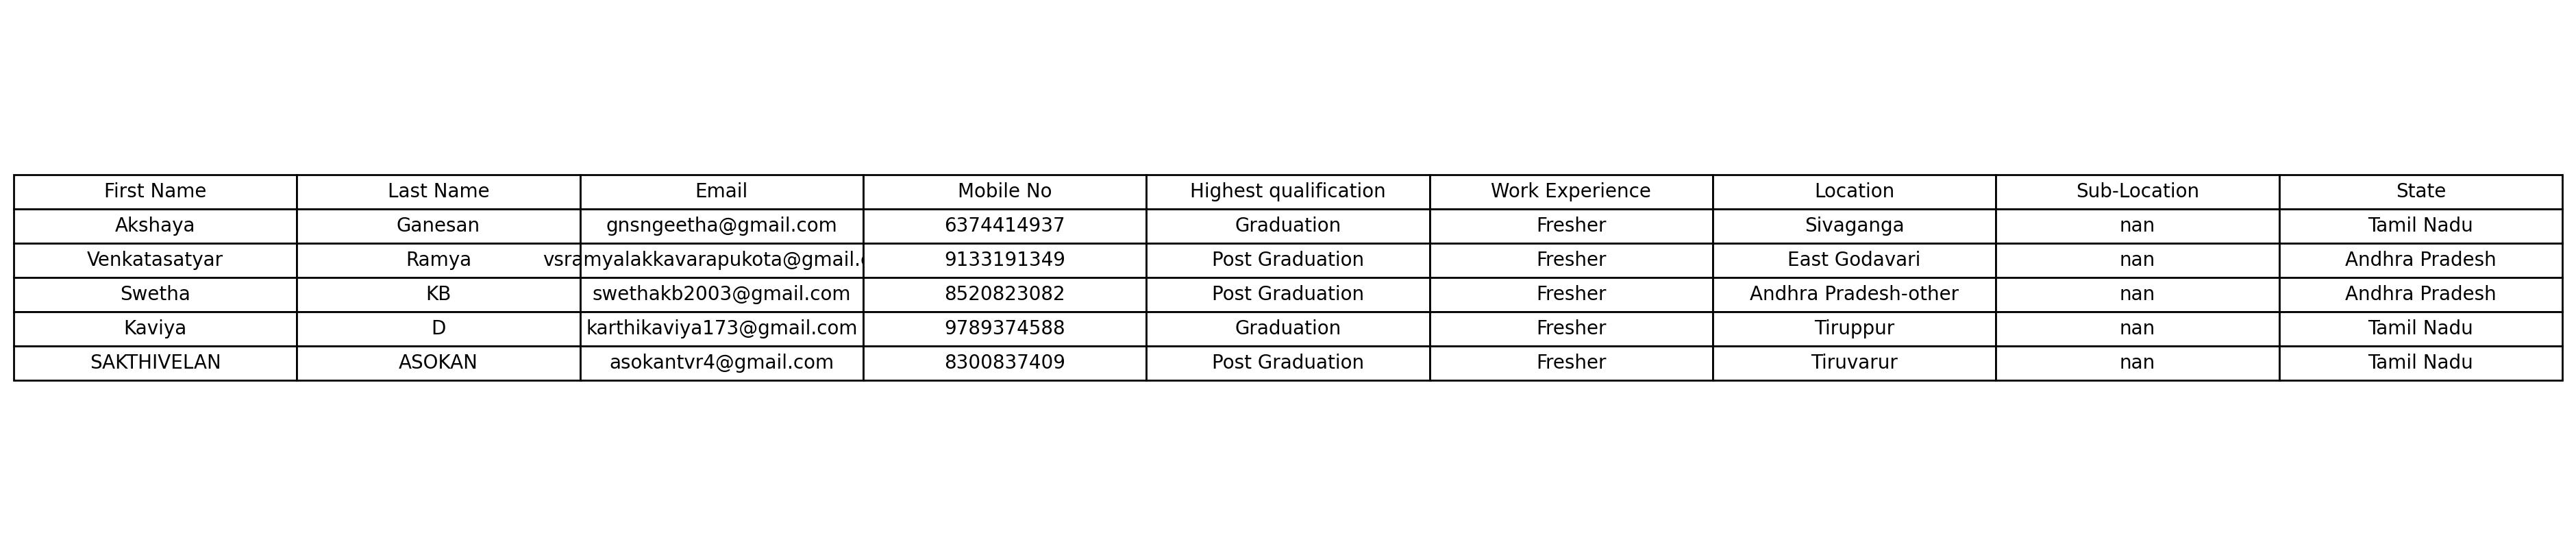 First Name Last Name Email Mobile No Highest qualification Work Experience Location Sub-Location State
Akshaya Ganesan gnsngeetha@gmail.com 6374414937 Graduation Fresher Sivaganga nan Tamil Nadu
Venkatasatyar Ramya vsramyalakkavarapukota@gmail. 9133191349 Post Graduation Fresher East Godavari nan Andhra Pradesh
Swetha KB swethakb2003@gmail.com 8520823082 Post Graduation Fresher Andhra Pradesh-other nan Andhra Pradesh
Kaviya D karthikaviya173@gmail.com 9789374588 Graduation Fresher Tiruppur nan Tamil Nadu
SAKTHIVELAN ASOKAN asokantvr4@gmail.com 8300837409 Post Graduation Fresher Tiruvarur nan Tamil Nadu